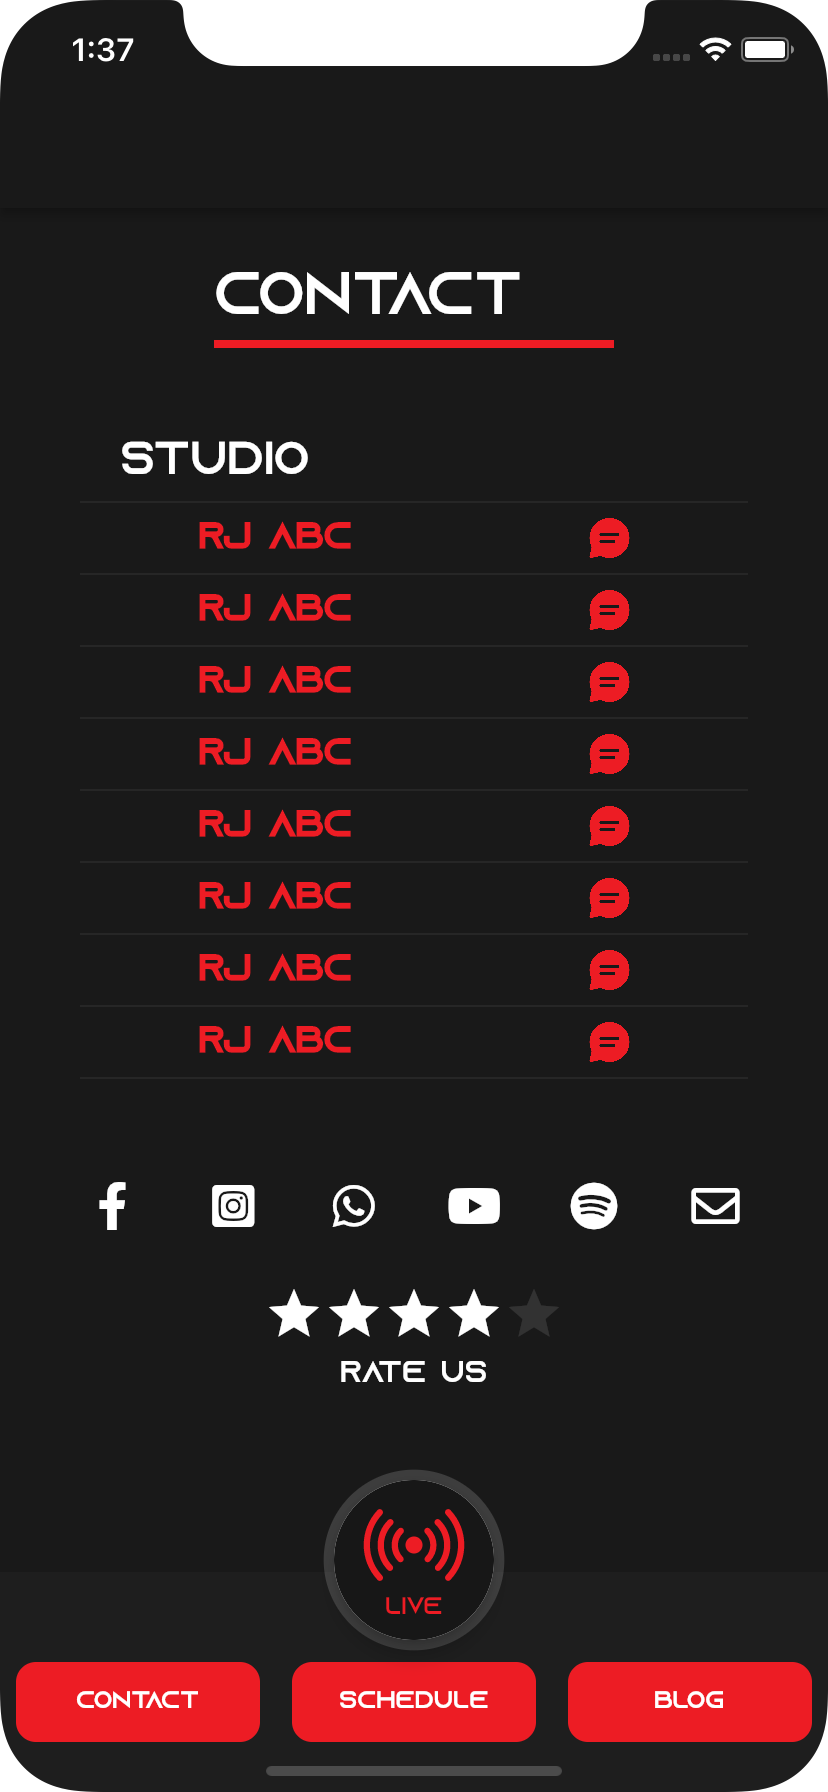 1:37
CONTACT
STUDIO
RJ ABC
RJ ABC
RJ ABC
RJ ABC
RJ ABC
RJ ABC
RJ ABC
RJ ABC
RATE US
LIVE
CONTACT
SCHEDULE
BLOG